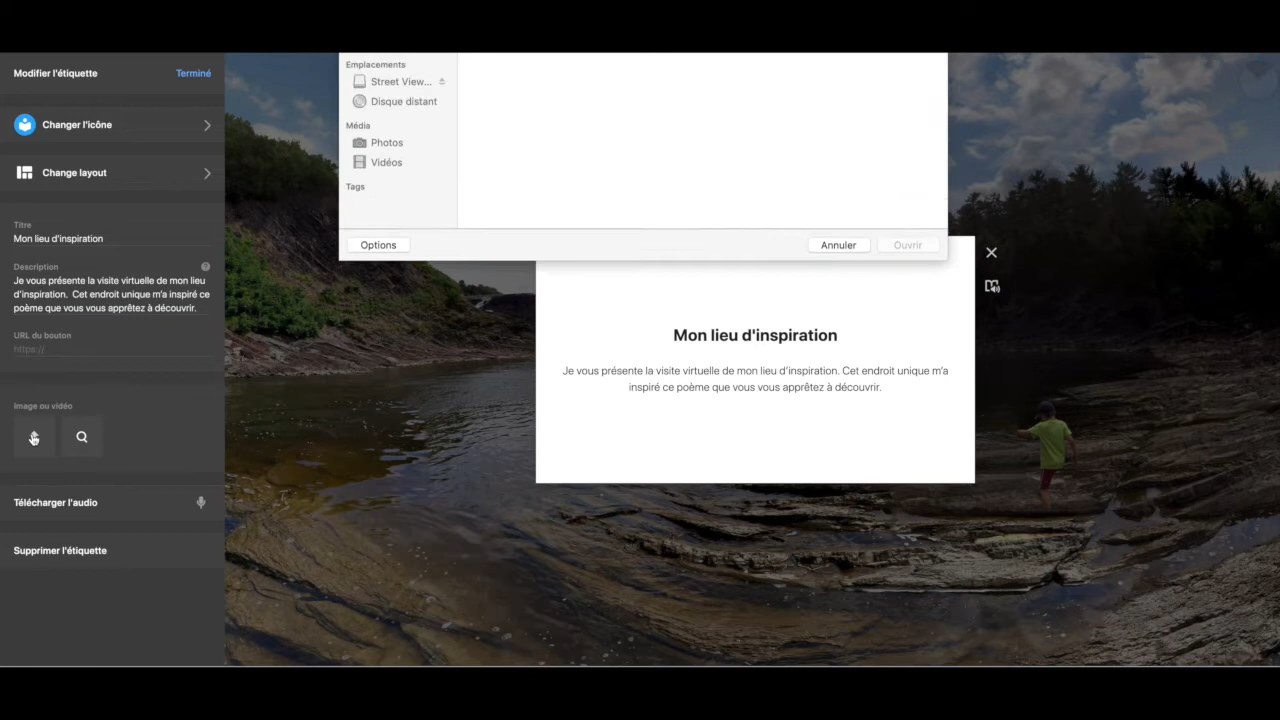 Modifier l'étiquette
Terminé
Changer l'icône
Change layout
Titre
Mon lieu d'inspiration
Description
Je vous présente la visite virtuelle de mon lieu
d'inspiration. Cet endroit unique m'a inspiré ce
poème que vous vous apprêtez à découvrir.
URL du bouton
https://
Image ou vidéo
Télécharger l'audio
Supprimer l'étiquette
Emplacements
Street View...
Disque distant
Média
Photos
Vidéos
Tags
Options
Annuler
Ouvrir
Mon lieu d'inspiration
Je vous présente la visite virtuelle de mon lieu d'inspiration. Cet endroit unique m'a
inspiré ce poème que vous vous apprêtez à découvrir.